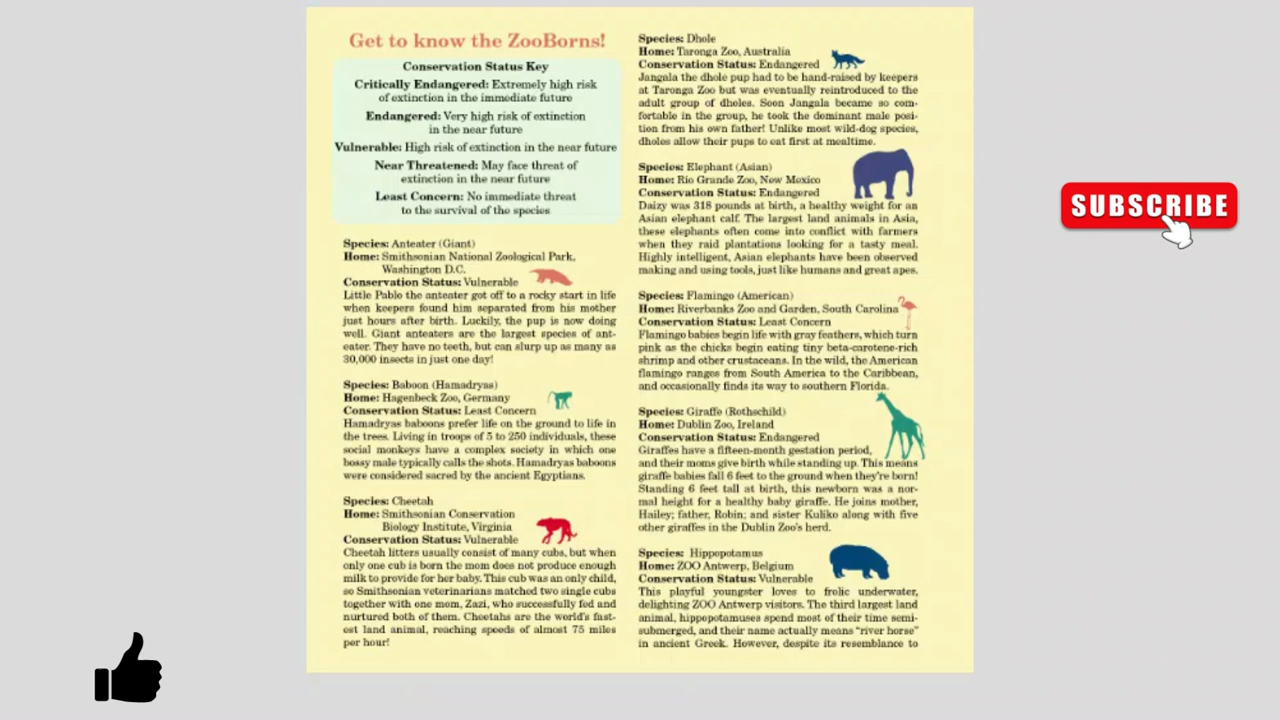 Get to know the ZooBorns!
Conservation Status Key
Critically Endangered: Extremely high risk
of extinction in the immediate future
Endangered: Very high risk of extinction
in the near future
Vulnerable: High risk of extinction in the near future
Near Threatened: May face threat of
extinction in the near future
Least Concern: No immediate threat
to the survival of the species
Species: Anteater (Giant)
Home: Smithsonian National Zoological Park,
Washington D.C.
Conservation Status: Vulnerable
Little Pablo the anteater got off to a rocky start in life
when keepers found him separated from his mother
just hours after birth. Luckily, the pup is now doing
well. Giant anteaters are the largest species of ant-
eater. They have no teeth, but can slurp up as many as
30,000 insects in just one day!
Species: Baboon (Hamadryas)
Home: Hagenbeck Zoo, Germany
Conservation Status: Least Concern
Hamadryas baboons prefer life on the ground to life in
the trees. Living in troops of 5 to 250 individuals, these
social monkeys have a complex society in which one
bossy male typically calls the shots. Hamadryas baboons
were considered sacred by the ancient Egyptians.
Species: Cheetah
Home: Smithsonian Conservation
Biology Institute, Virginia
Conservation Status: Vulnerable
Cheetah litters usually consist of many cubs, but when
only one cub is born the mom does not produce enough
milk to provide for her baby. This cub was an only child,
so Smithsonian veterinarians matched two single cubs
together with one mom, Zazi, who successfully fed and
nurtured both of them. Cheetahs are the world's fast-
est land animal, reaching speeds of almost 75 miles
per hour!
Species: Dhole
Home: Taronga Zoo, Australia
Conservation Status: Endangered
Jangala the dhole pup had to be hand-raised by keepers
at Taronga Zoo but was eventually reintroduced to the
adult group of dholes. Soon Jangala became so com-
fortable in the group, he took the dominant male posi-
tion from his own father! Unlike most wild-dog species,
dholes allow their pups to eat first at mealtime.
Species: Elephant (Asian)
Home: Rio Grande Zoo, New Mexico
Conservation Status: Endangered
Daizy was 318 pounds at birth, a healthy weight for an
Asian elephant calf. The largest land animals in Asia,
these elephants often come into conflict with farmers
when they raid plantations looking for a tasty meal.
Highly intelligent, Asian elephants have been observed
making and using tools, just like humans and great apes.
Species: Flamingo (American)
Home: Riverbanks Zoo and Garden, South Carolina
Conservation Status: Least Concern
Flamingo babies begin life with gray feathers, which turn
pink as the chicks begin eating tiny beta-carotene-rich
shrimp and other crustaceans. In the wild, the American
flamingo ranges from South America to the Caribbean,
and occasionally finds its way to southern Florida.
Species: Giraffe (Rothschild)
Home: Dublin Zoo, Ireland
Conservation Status: Endangered
Giraffes have a fifteen-month gestation period,
and their moms give birth while standing up. This means
giraffe babies fall 6 feet to the ground when they're born!
Standing 6 feet tall at birth, this newborn was a nor-
mal height for a healthy baby giraffe. He joins mother,
Hailey; father, Robin; and sister Kuliko along with five
other giraffes in the Dublin Zoo's herd.
Species: Hippopotamus
Home: ZOO Antwerp, Belgium
Conservation Status: Vulnerable
This playful youngster loves to frolic underwater,
delighting ZOO Antwerp visitors. The third largest land
animal, hippopotamuses spend most of their time semi-
submerged, and their name actually means "river horse"
in ancient Greek. However, despite its resemblance to
SUBSCRIBE